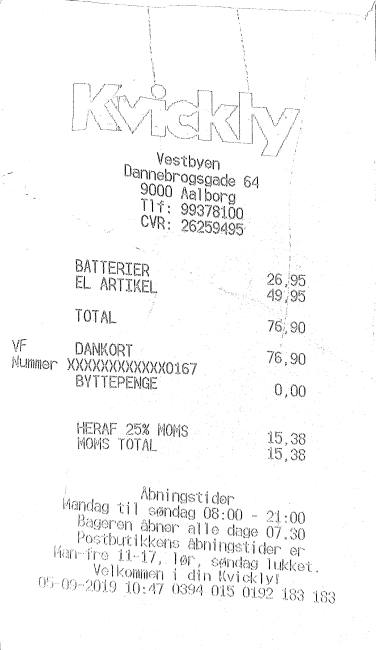 Kvickly
Vestbyen
Dannebrogsgade 64
9000 Aalborg
Tlf: 99378100
CVR: 26259495
BATTERIER 26,95
EL ARTIKEL 49,95
TOTAL 76,90
VF DANKORT 76,90
Nummer XXXXXXXXXXXX0167
BYTTEPENGE 0,00
HERAF 25% MOMS 15,38
MOMS TOTAL 15,38
Åbningstider
Mandag til søndag 08:00 - 21:00
Bageren åbner alle dage 07.30
Postbutikkens åbningstider er
Man-fre 11-17, lør, søndag lukket.
Velkommen i din Kvickly!
05-09-2019 10:47 0394 015 0192 183 183